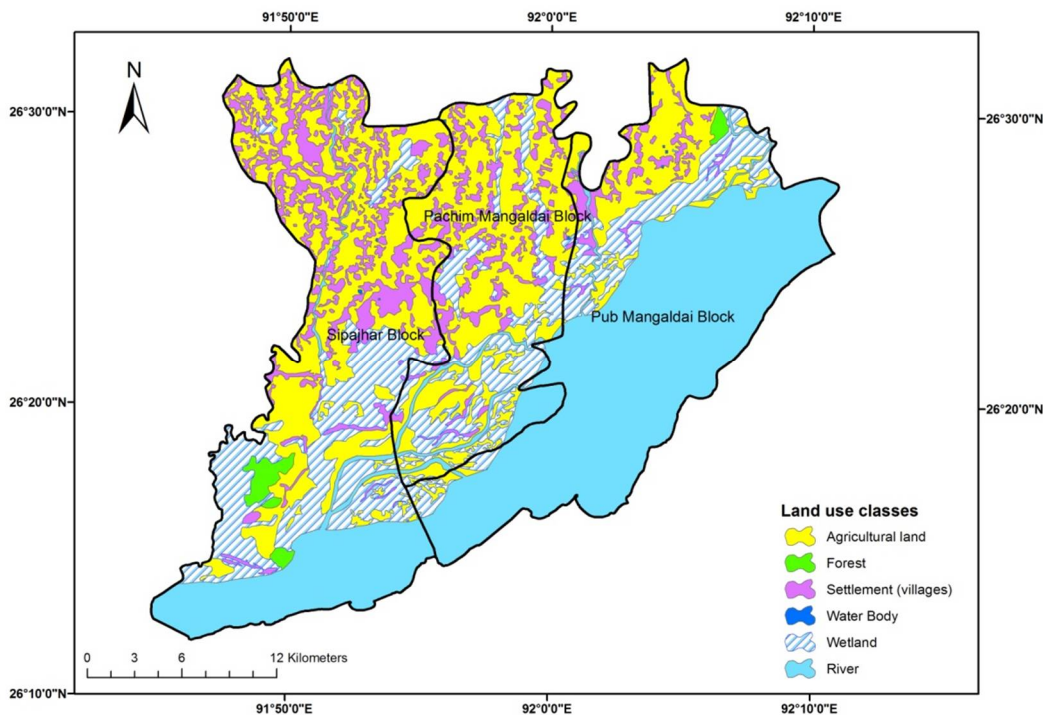 91°50'0"E 92°0'0"E 92°10'0"E
N
26°30'0"N 26°30'0"N
Pachim Mangaldai Block
Pub Mangaldai Block
Sipajhar Block
26°20'0"N 26°20'0"N
Land use classes
Agricultural land
Forest
Settlement (villages)
Water Body
Wetland
River
0 3 6 12 Kilometers
26°10'0"N
91°50'0"E 92°0'0"E 92°10'0"E